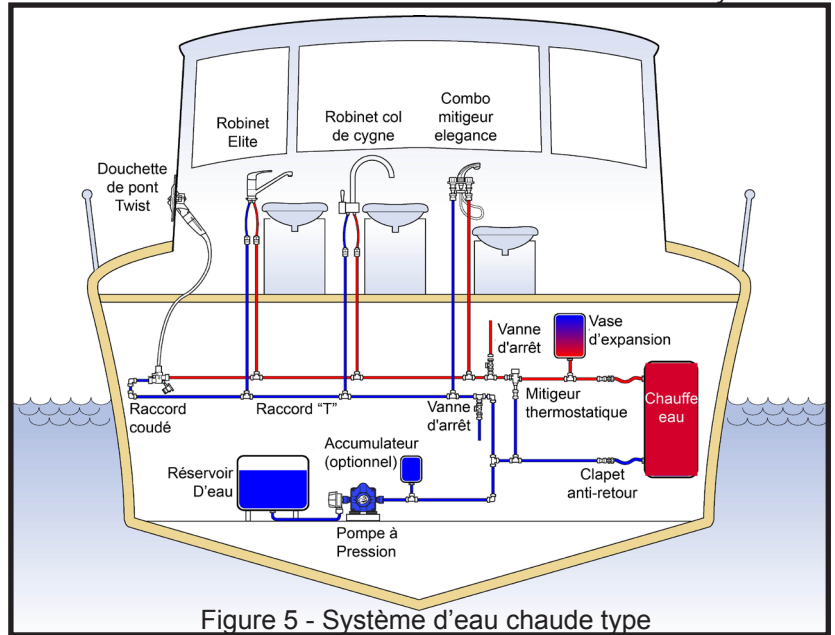 Combo
mitigeur
elegance
Robinet col
de cygne
Robinet
Elite
Douchette
de pont
Twist
Vanne
d'arrêt
Vase
d’expansion
Raccord
coudé
Raccord “T”
Vanne
d'arrêt
Mitigeur
thermostatique
Chauffe
eau
Accumulateur
(optionnel)
Réservoir
D’eau
Clapet
anti-retour
Pompe à
Pression
Figure 5 - Système d’eau chaude type